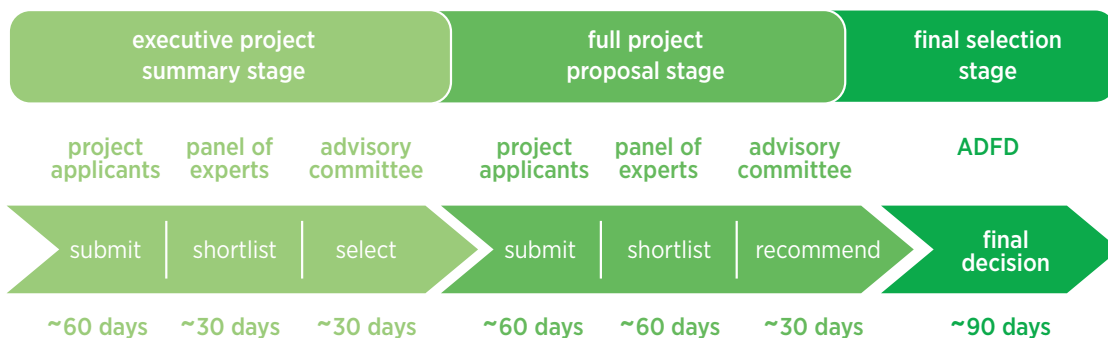 executive project
summary stage
full project
proposal stage
final selection
stage
project
applicants
panel of
experts
advisory
committee
project
applicants
panel of
experts
advisory
committee
ADFD
submit
shortlist
select
submit
shortlist
recommend
final
decision
~60 days
~30 days
~30 days
~60 days
~60 days
~30 days
~90 days